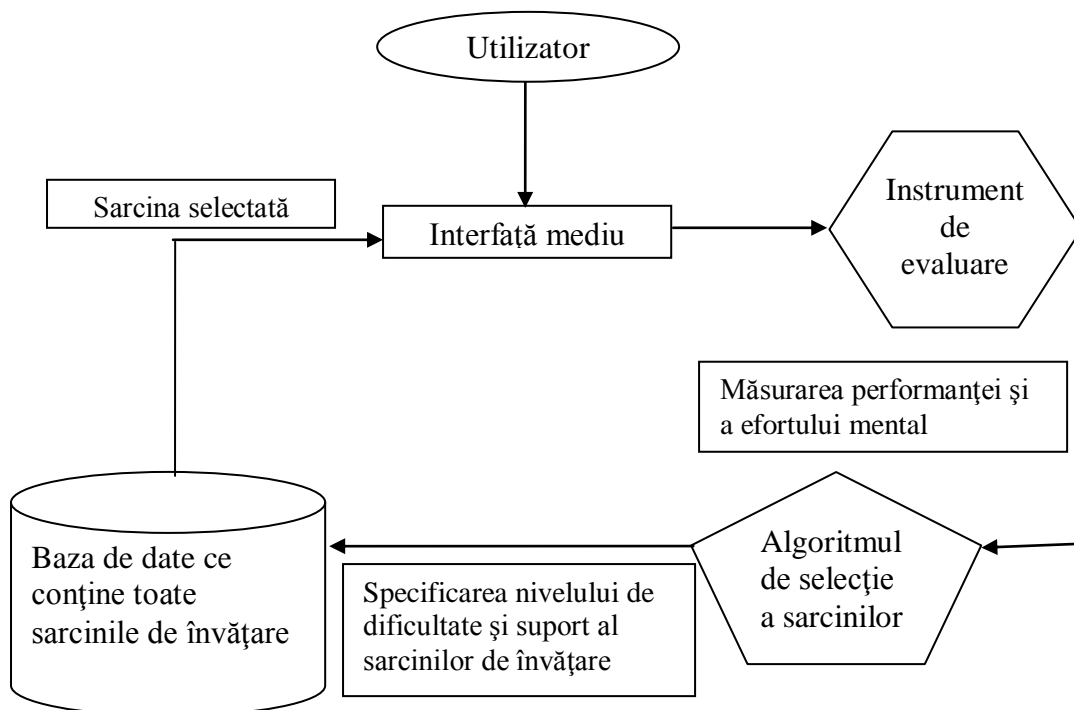 Utilizator
Sarcina selectată
Interfață mediu
Instrument
de
evaluare
Măsurarea performanţei şi
a efortului mental
Baza de date ce
conţine toate
sarcinile de învăţare
Specificarea nivelului de
dificultate şi suport al
sarcinilor de învăţare
Algoritmul
de selecţie
a sarcinilor